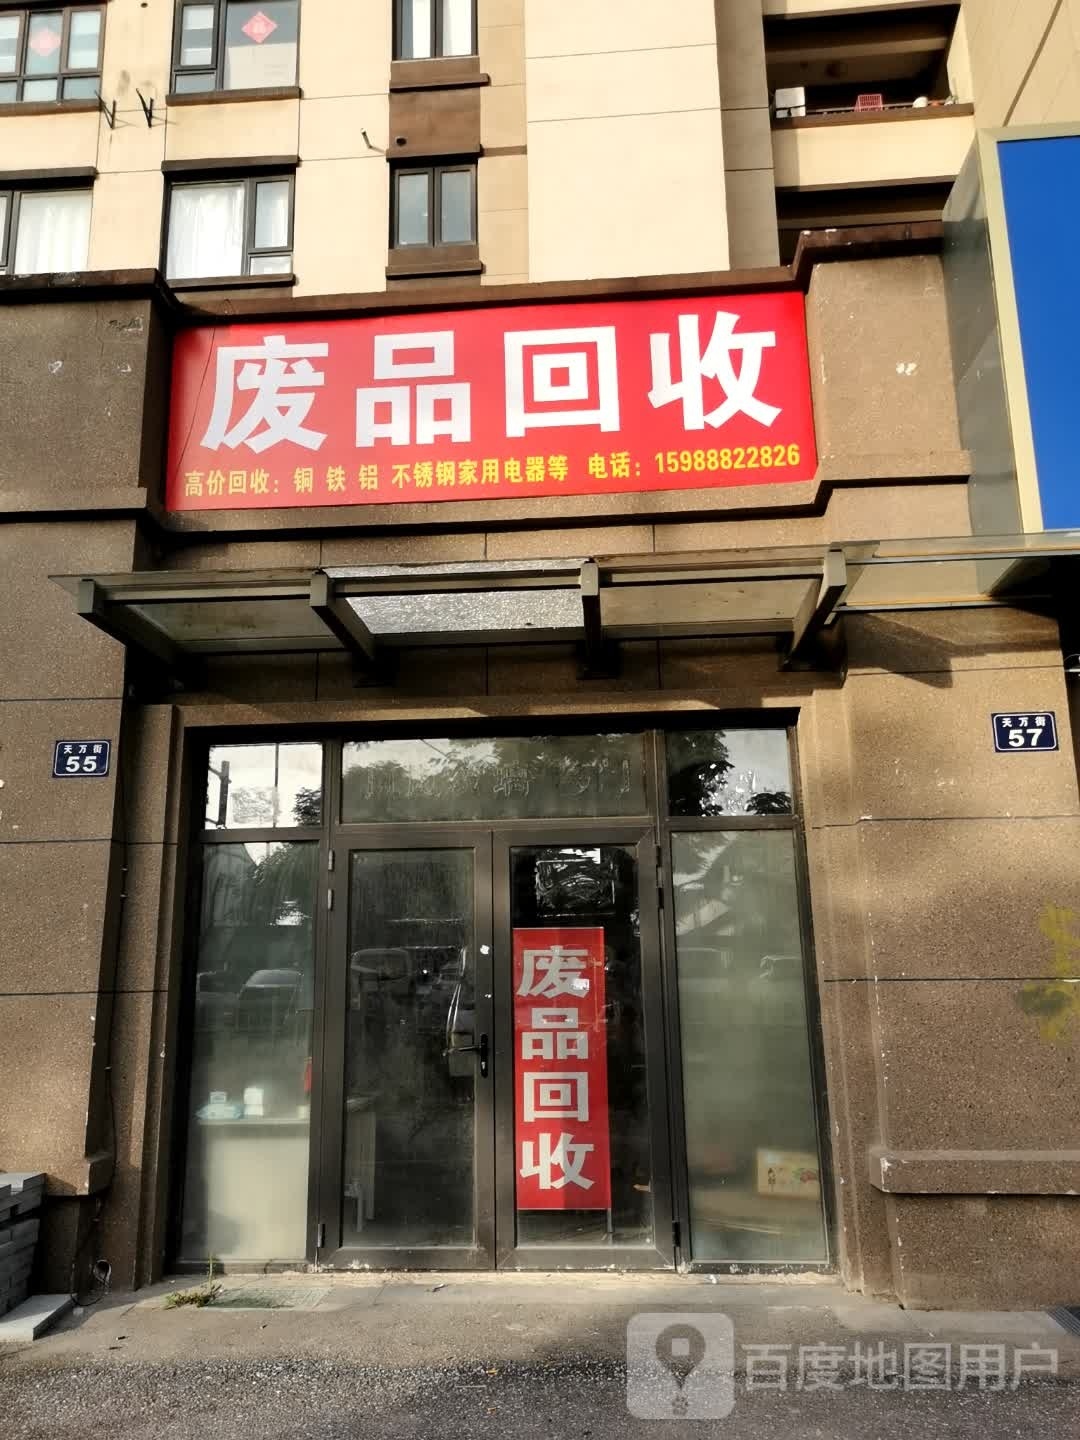 废品回收
高价回收：铜 铁 铝 不锈钢家用电器等 电话：15988822826
天万街
55
天万街
57
废
品
回
收
百度地图用户